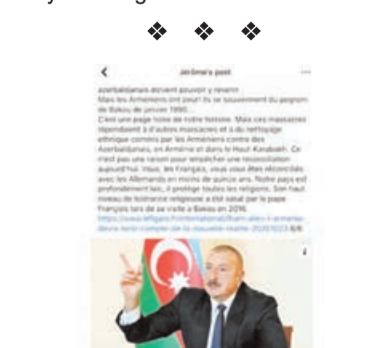 Jérôme's post
azerbaïdjanais doivent pouvoir y revenir.
Mais les Arméniens ont peur! Ils se souviennent du pogrom
de Bakou de janvier 1990...
C'est une page noire de notre histoire. Mais ces massacres
répondaient à d'autres massacres et à du nettoyage
ethnique commis par les Arméniens contre des
Azerbaïdjanais, en Arménie et dans le Haut Karabakh. Ce
n'est pas une raison pour empêcher une réconciliation
aujourd'hui. Vous, les Français, vous vous êtes réconciliés
avec les Allemands en moins de quinze ans. Notre pays est
profondément laïc, il protège toutes les religions. Son haut
niveau de tolérance religieuse a été salué par le pape
François lors de sa visite à Bakou en 2016.